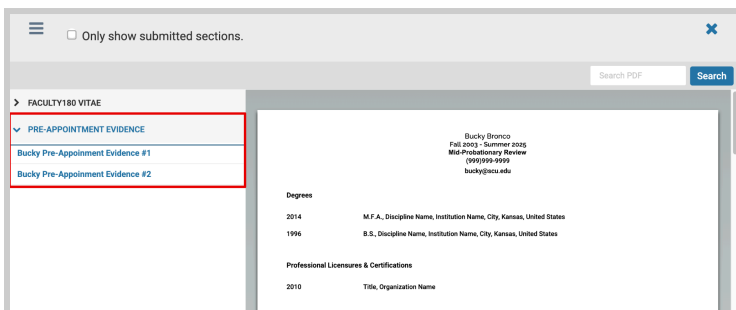 Only show submitted sections.
Search PDF
Search
FACULTY180 VITAE
PRE-APPOINTMENT EVIDENCE
Bucky Pre-Appoinment Evidence #1
Bucky Pre-Appoinment Evidence #2
Bucky Bronco
Fall 2003 - Summer 2025
Mid-Probationary Review
(999)999-9999
bucky@scu.edu
Degrees
2014 M.F.A., Discipline Name, Institution Name, City, Kansas, United States
1996 B.S., Discipline Name, Institution Name, City, Kansas, United States
Professional Licensures & Certifications
2010 Title, Organization Name